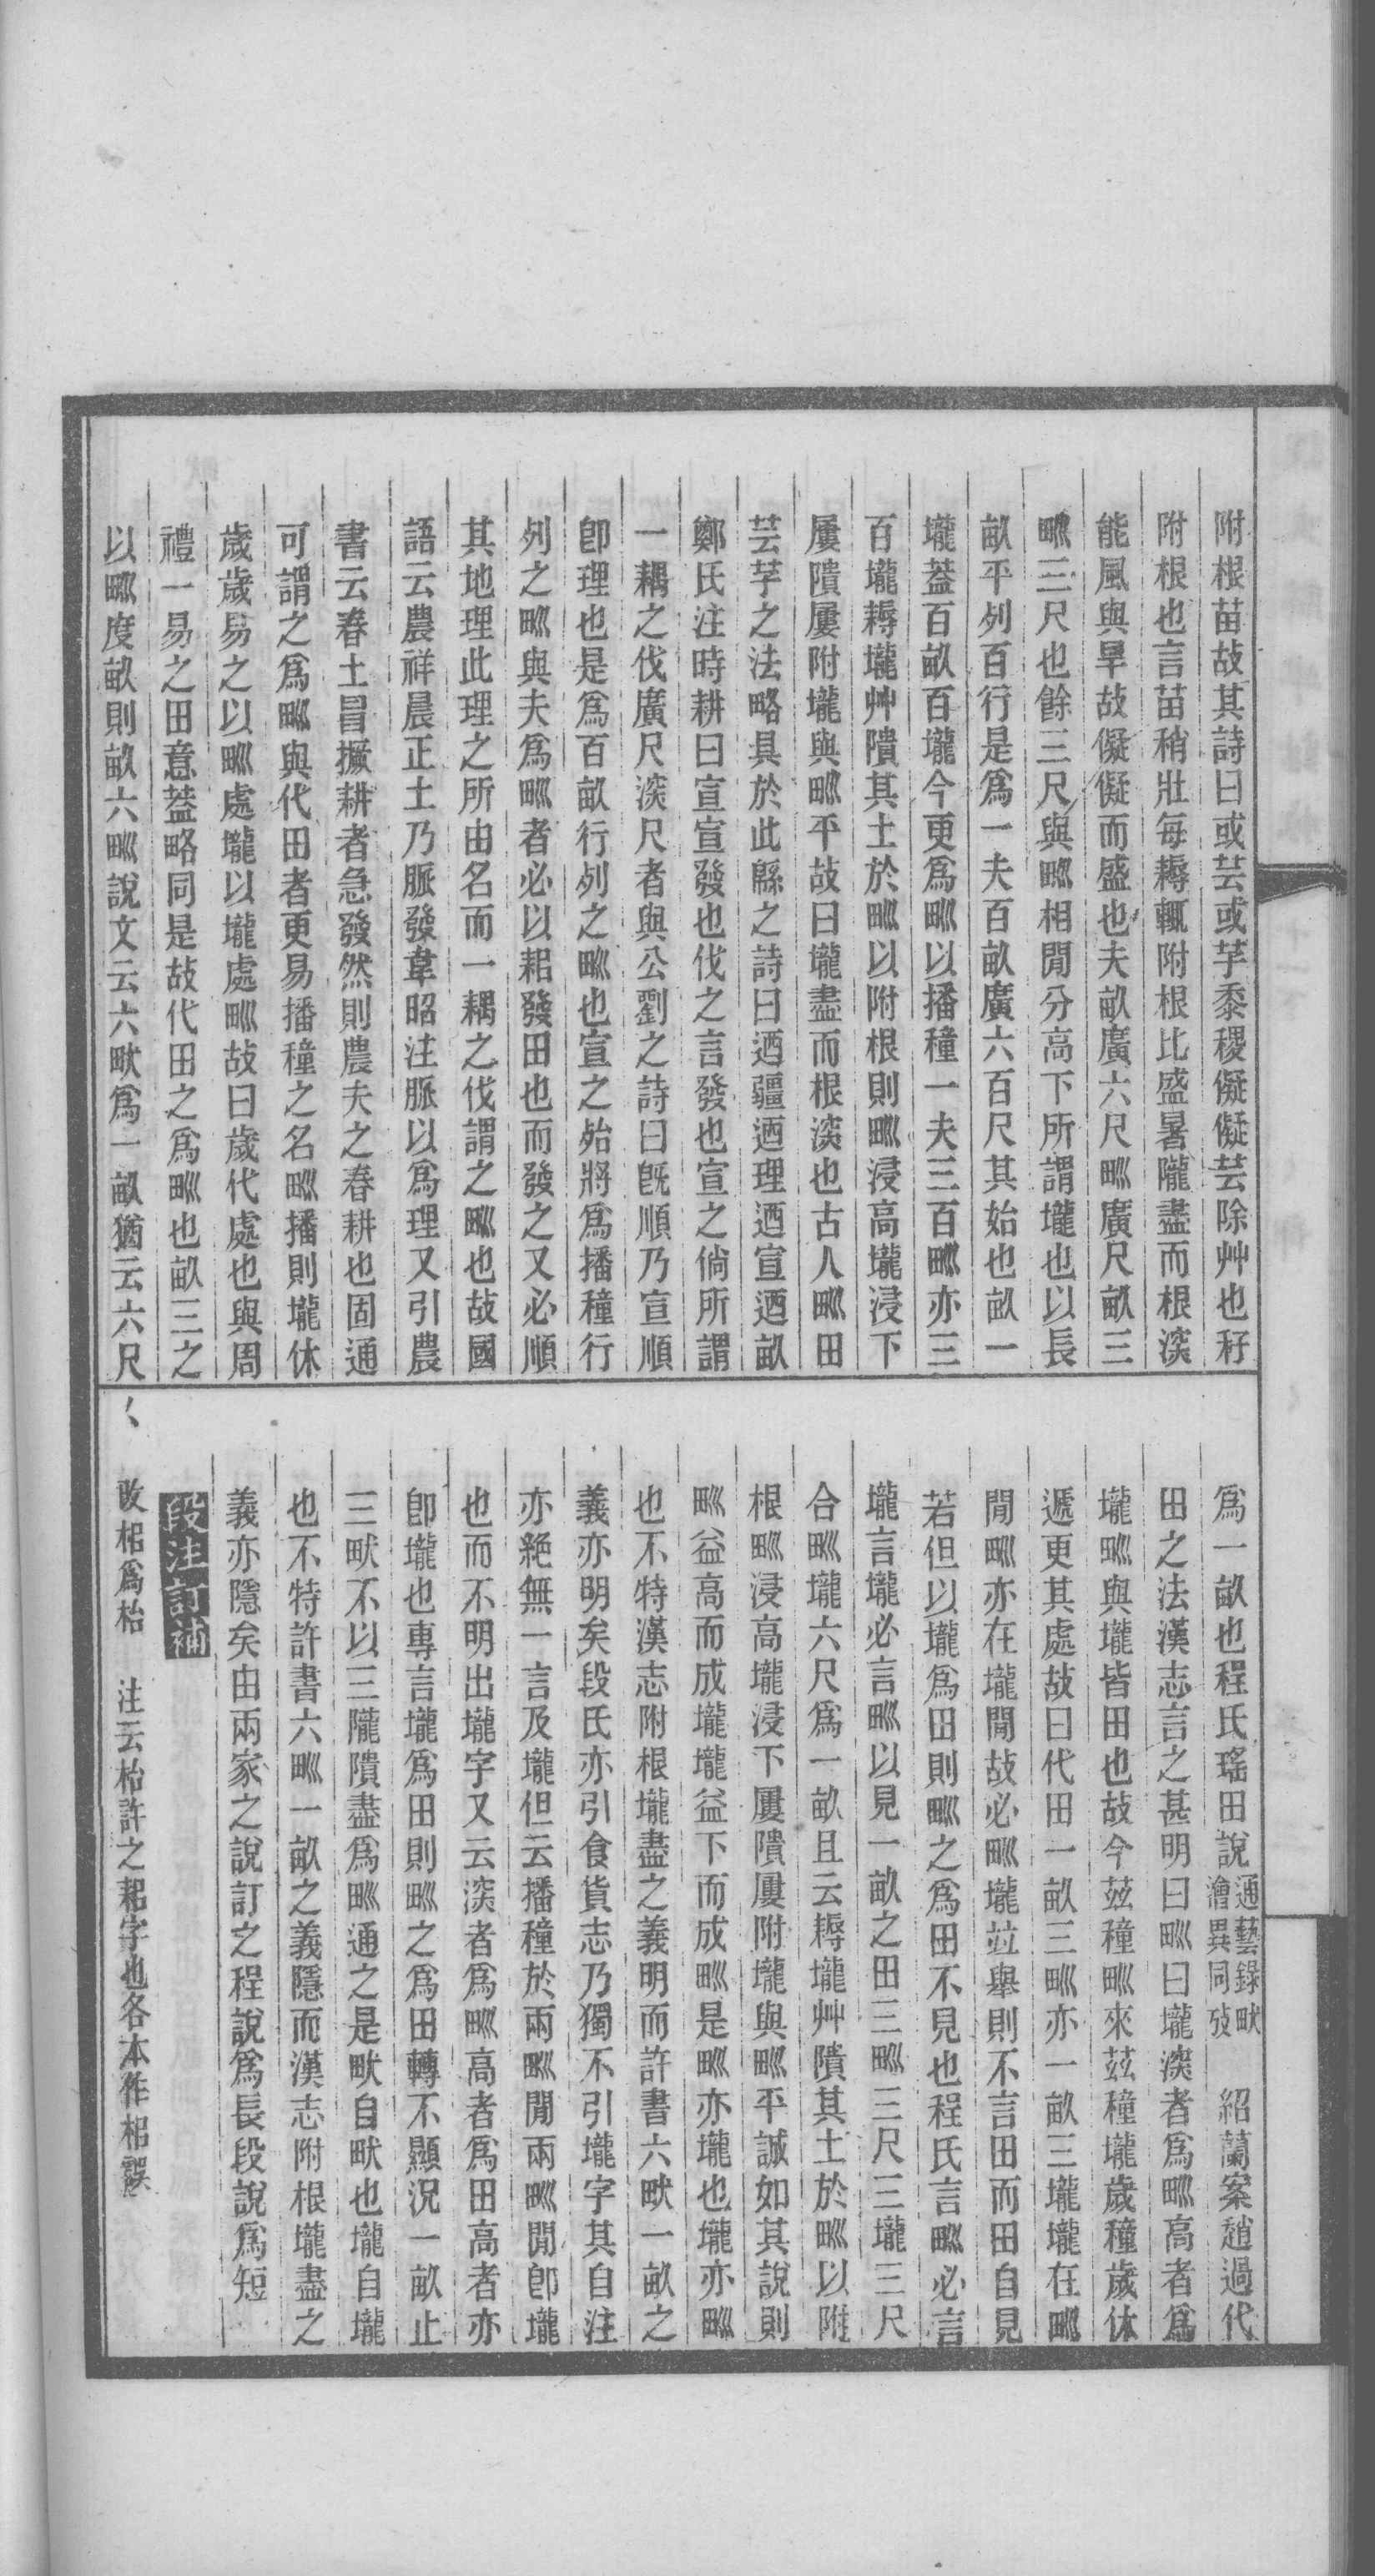 附根苗故其詩曰或芸或芓黍稷儗儗芸除艸也秄
附根也言苗稍壯每耨輒附根比盛暑隴盡而根深
能風與旱故儗儗而盛也夫畝廣六尺甽廣尺畝三
甽三尺也餘三尺與甽相閒分高下所謂壠也以長
畝平列百行是爲一夫百畝廣六百尺其始也畝一
壠蓋百畝百壠今更爲甽以播種一夫三百甽亦三
百壠耨壠艸隤其土於甽以附根則甽浸高壠浸下
屢隤屢附壠與甽平故曰壠盡而根深也古人甽田
芸芓之法略具於此緜之詩曰迺疆迺理迺宣迺畝
鄭氏注時耕曰宣宣發也伐之言發也宣之倘所謂
一耦之伐廣尺深尺者與公劉之詩曰旣順乃宣順
卽理也是爲百畝行列之甽也宣之始將爲播種行
列之甽與夫爲甽者必以耜發田也而發之又必順
其地理此理之所由名而一耦之伐謂之甽也故國
語云農祥晨正土乃脈發韋昭注脈以爲理又引農
書云春土冒撅耕者急發然則農夫之春耕也固通
可謂之爲甽與代田者更易播種之名甽播則壠休
歲歲易之以甽處壠以壠處甽故曰歲代處也與周
禮一易之田意蓋略同是故代田之爲甽也畝三之
以甽度畝則畝六甽說文云六畎爲一畝猶云六尺
爲一畝也程氏瑤田說通藝錄畎澮異同攷　紹蘭案趙過代
田之法漢志言之甚明曰甽曰壠深者爲甽高者爲
壠甽與壠皆田也故今茲種甽來茲種壠歲種歲休
遞更其處故曰代田一畝三甽亦一畝三壠壠在甽
閒甽亦在壠閒故必甽壠竝舉則不言田而田自見
若但以壠爲田則甽之爲田不見也程氏言甽必言
壠言壠必言甽以見一畝之田三甽三尺三壠三尺
合甽壠六尺爲一畝且云耨壠艸隤其土於甽以附
根甽浸高壠浸下屢隤屢附壠與甽平誠如其說則
甽益高而成壠壠益下而成甽是甽亦壠也壠亦甽
也不特漢志附根壠盡之義明而許書六畎一畝之
義亦明矣段氏亦引食貨志乃獨不引壠字其自注
亦絕無一言及壠但云播種於兩甽閒兩甽閒卽壠
也而不明出壠字又云深者爲甽高者爲田高者亦
卽壠也專言壠爲田則甽之爲田轉不顯況一畝止
三畎不以三隴隤盡爲甽通之是畎自畎也壠自壠
也不特許書六甽一畝之義隱而漢志附根壠盡之
義亦隱矣由兩家之說訂之程說爲長段說爲短
段注訂補
〈　改梠爲枱　注云枱許之耜字也各本作梠誤